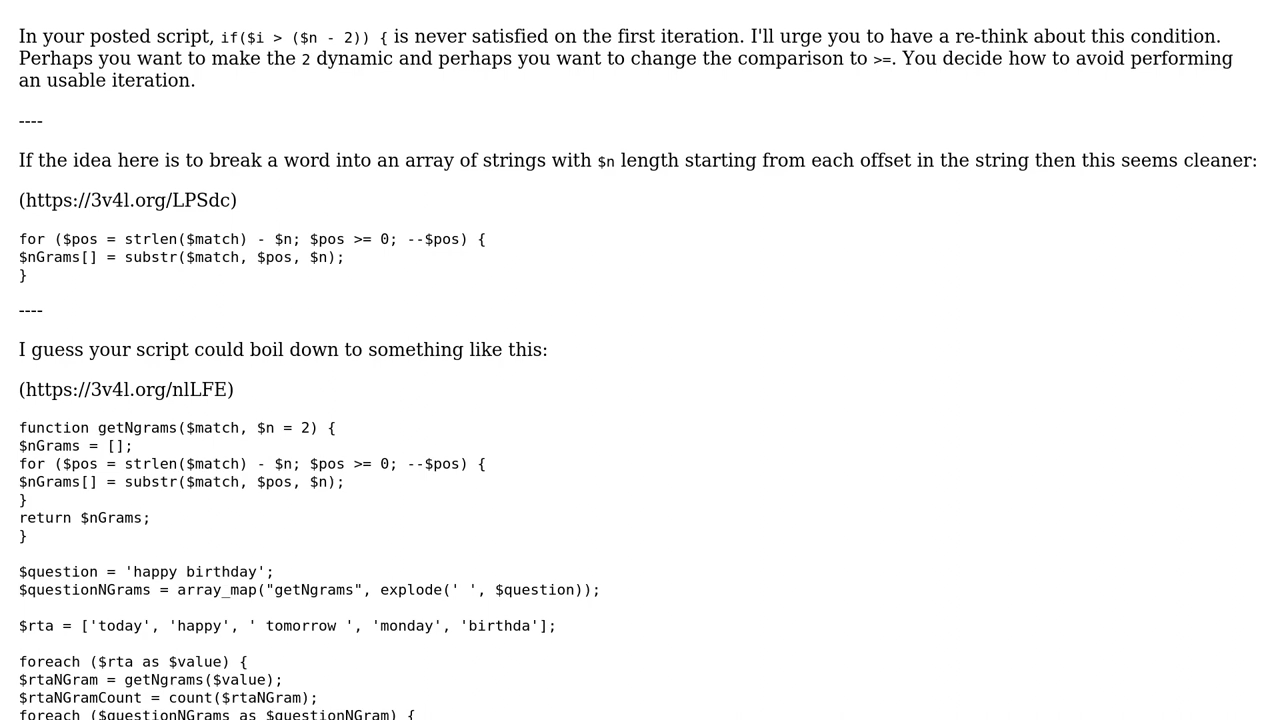 In your posted script, if($i > ($n - 2)) { is never satisfied on the first iteration. I'll urge you to have a re-think about this condition.
Perhaps you want to make the 2 dynamic and perhaps you want to change the comparison to >=. You decide how to avoid performing
an usable iteration.
----
If the idea here is to break a word into an array of strings with $n length starting from each offset in the string then this seems cleaner:
(https://3v4l.org/LPSdc)
for ($pos = strlen($match) - $n; $pos >= 0; --$pos) {
$nGrams[] = substr($match, $pos, $n);
}
----
I guess your script could boil down to something like this:
(https://3v4l.org/nlLFE)
function getNgrams($match, $n = 2) {
$nGrams = [];
for ($pos = strlen($match) - $n; $pos >= 0; --$pos) {
$nGrams[] = substr($match, $pos, $n);
}
return $nGrams;
}
$question = 'happy birthday';
$questionNGrams = array_map("getNgrams", explode(' ', $question));
$rta = ['today', 'happy', ' tomorrow ', 'monday', 'birthda'];
foreach ($rta as $value) {
$rtaNGram = getNgrams($value);
$rtaNGramCount = count($rtaNGram);
foreach ($questionNGrams as $questionNGram) {